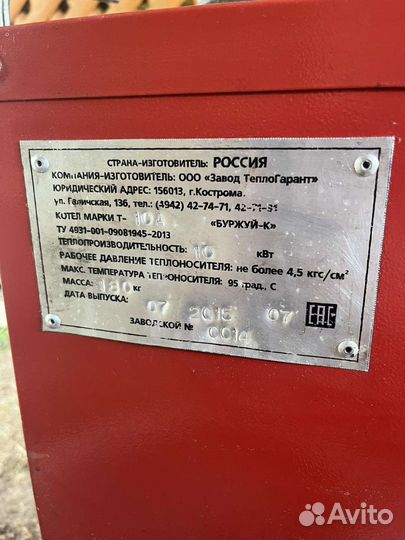 СТРАНА-ИЗГОТОВИТЕЛЬ: РОССИЯ
КОМПАНИЯ-ИЗГОТОВИТЕЛЬ: ООО «Завод ТеплоГарант»
ЮРИДИЧЕСКИЙ АДРЕС: 156013, г.Кострома.
ул. Галичская, 136, тел.: (4942) 42-74-71, 42-71-81
КОТЕЛ МАРКИ Т- 10А «БУРЖУЙ-К»
ТУ 4931-001-09081945-2013
ТЕПЛОПРОИЗВОДИТЕЛЬНОСТЬ: 10 кВт
РАБОЧЕЕ ДАВЛЕНИЕ ТЕПЛОНОСИТЕЛЯ: не более 4,5 кгс/см²
МАКС. ТЕМПЕРАТУРА ТЕПЛОНОСИТЕЛЯ: 95 град. С
МАССА: 180 кг
ДАТА ВЫПУСКА: 07 2015 07
ЗАВОДСКОЙ № 0014
EAC
Avito